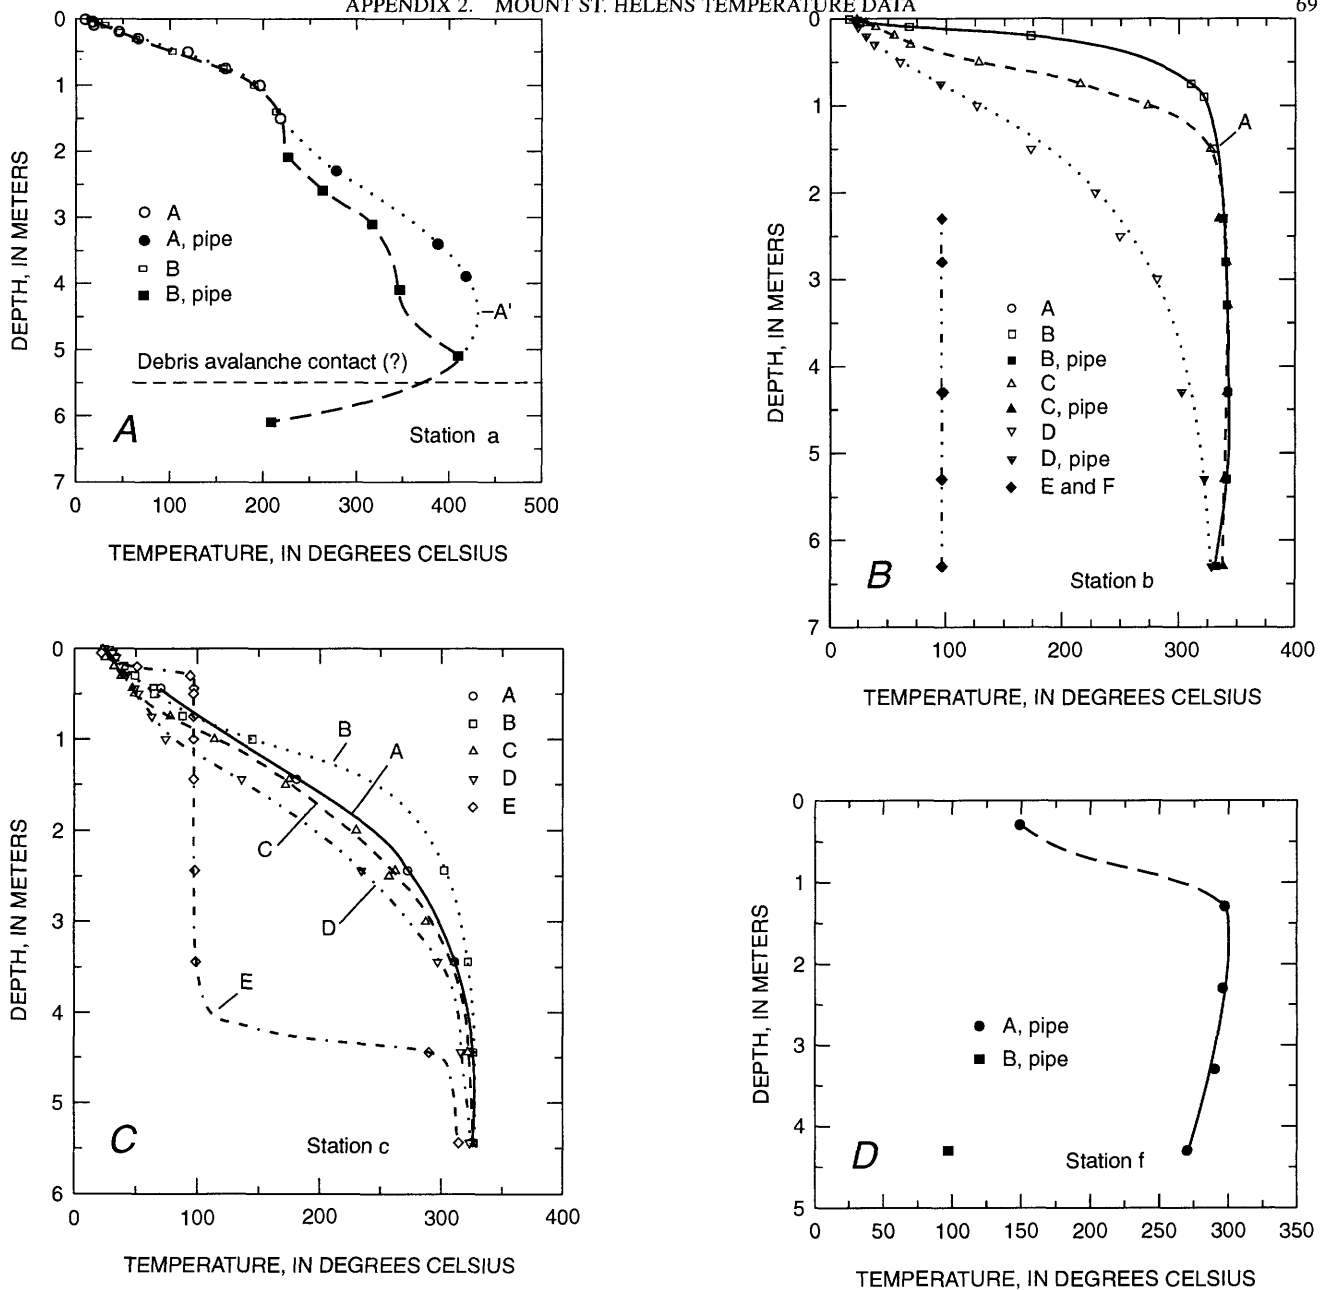 APPENDIX 2. MOUNT ST. HELENS TEMPERATURE DATA 69
0
1
2
3
4
5
6
7
DEPTH, IN METERS
A
A, pipe
B
B, pipe
A'
Debris avalanche contact (?)
A
Station a
0 100 200 300 400 500
TEMPERATURE, IN DEGREES CELSIUS
0
1
2
3
4
5
6
7
DEPTH, IN METERS
A
A
B
B, pipe
C
C, pipe
D
D, pipe
E and F
B
Station b
0 100 200 300 400
TEMPERATURE, IN DEGREES CELSIUS
0
1
2
3
4
5
6
DEPTH, IN METERS
A
B
C
D
E
B
A
C
D
E
C
Station c
0 100 200 300 400
TEMPERATURE, IN DEGREES CELSIUS
0
1
2
3
4
5
DEPTH, IN METERS
A, pipe
B, pipe
D
Station f
0 50 100 150 200 250 300 350
TEMPERATURE, IN DEGREES CELSIUS